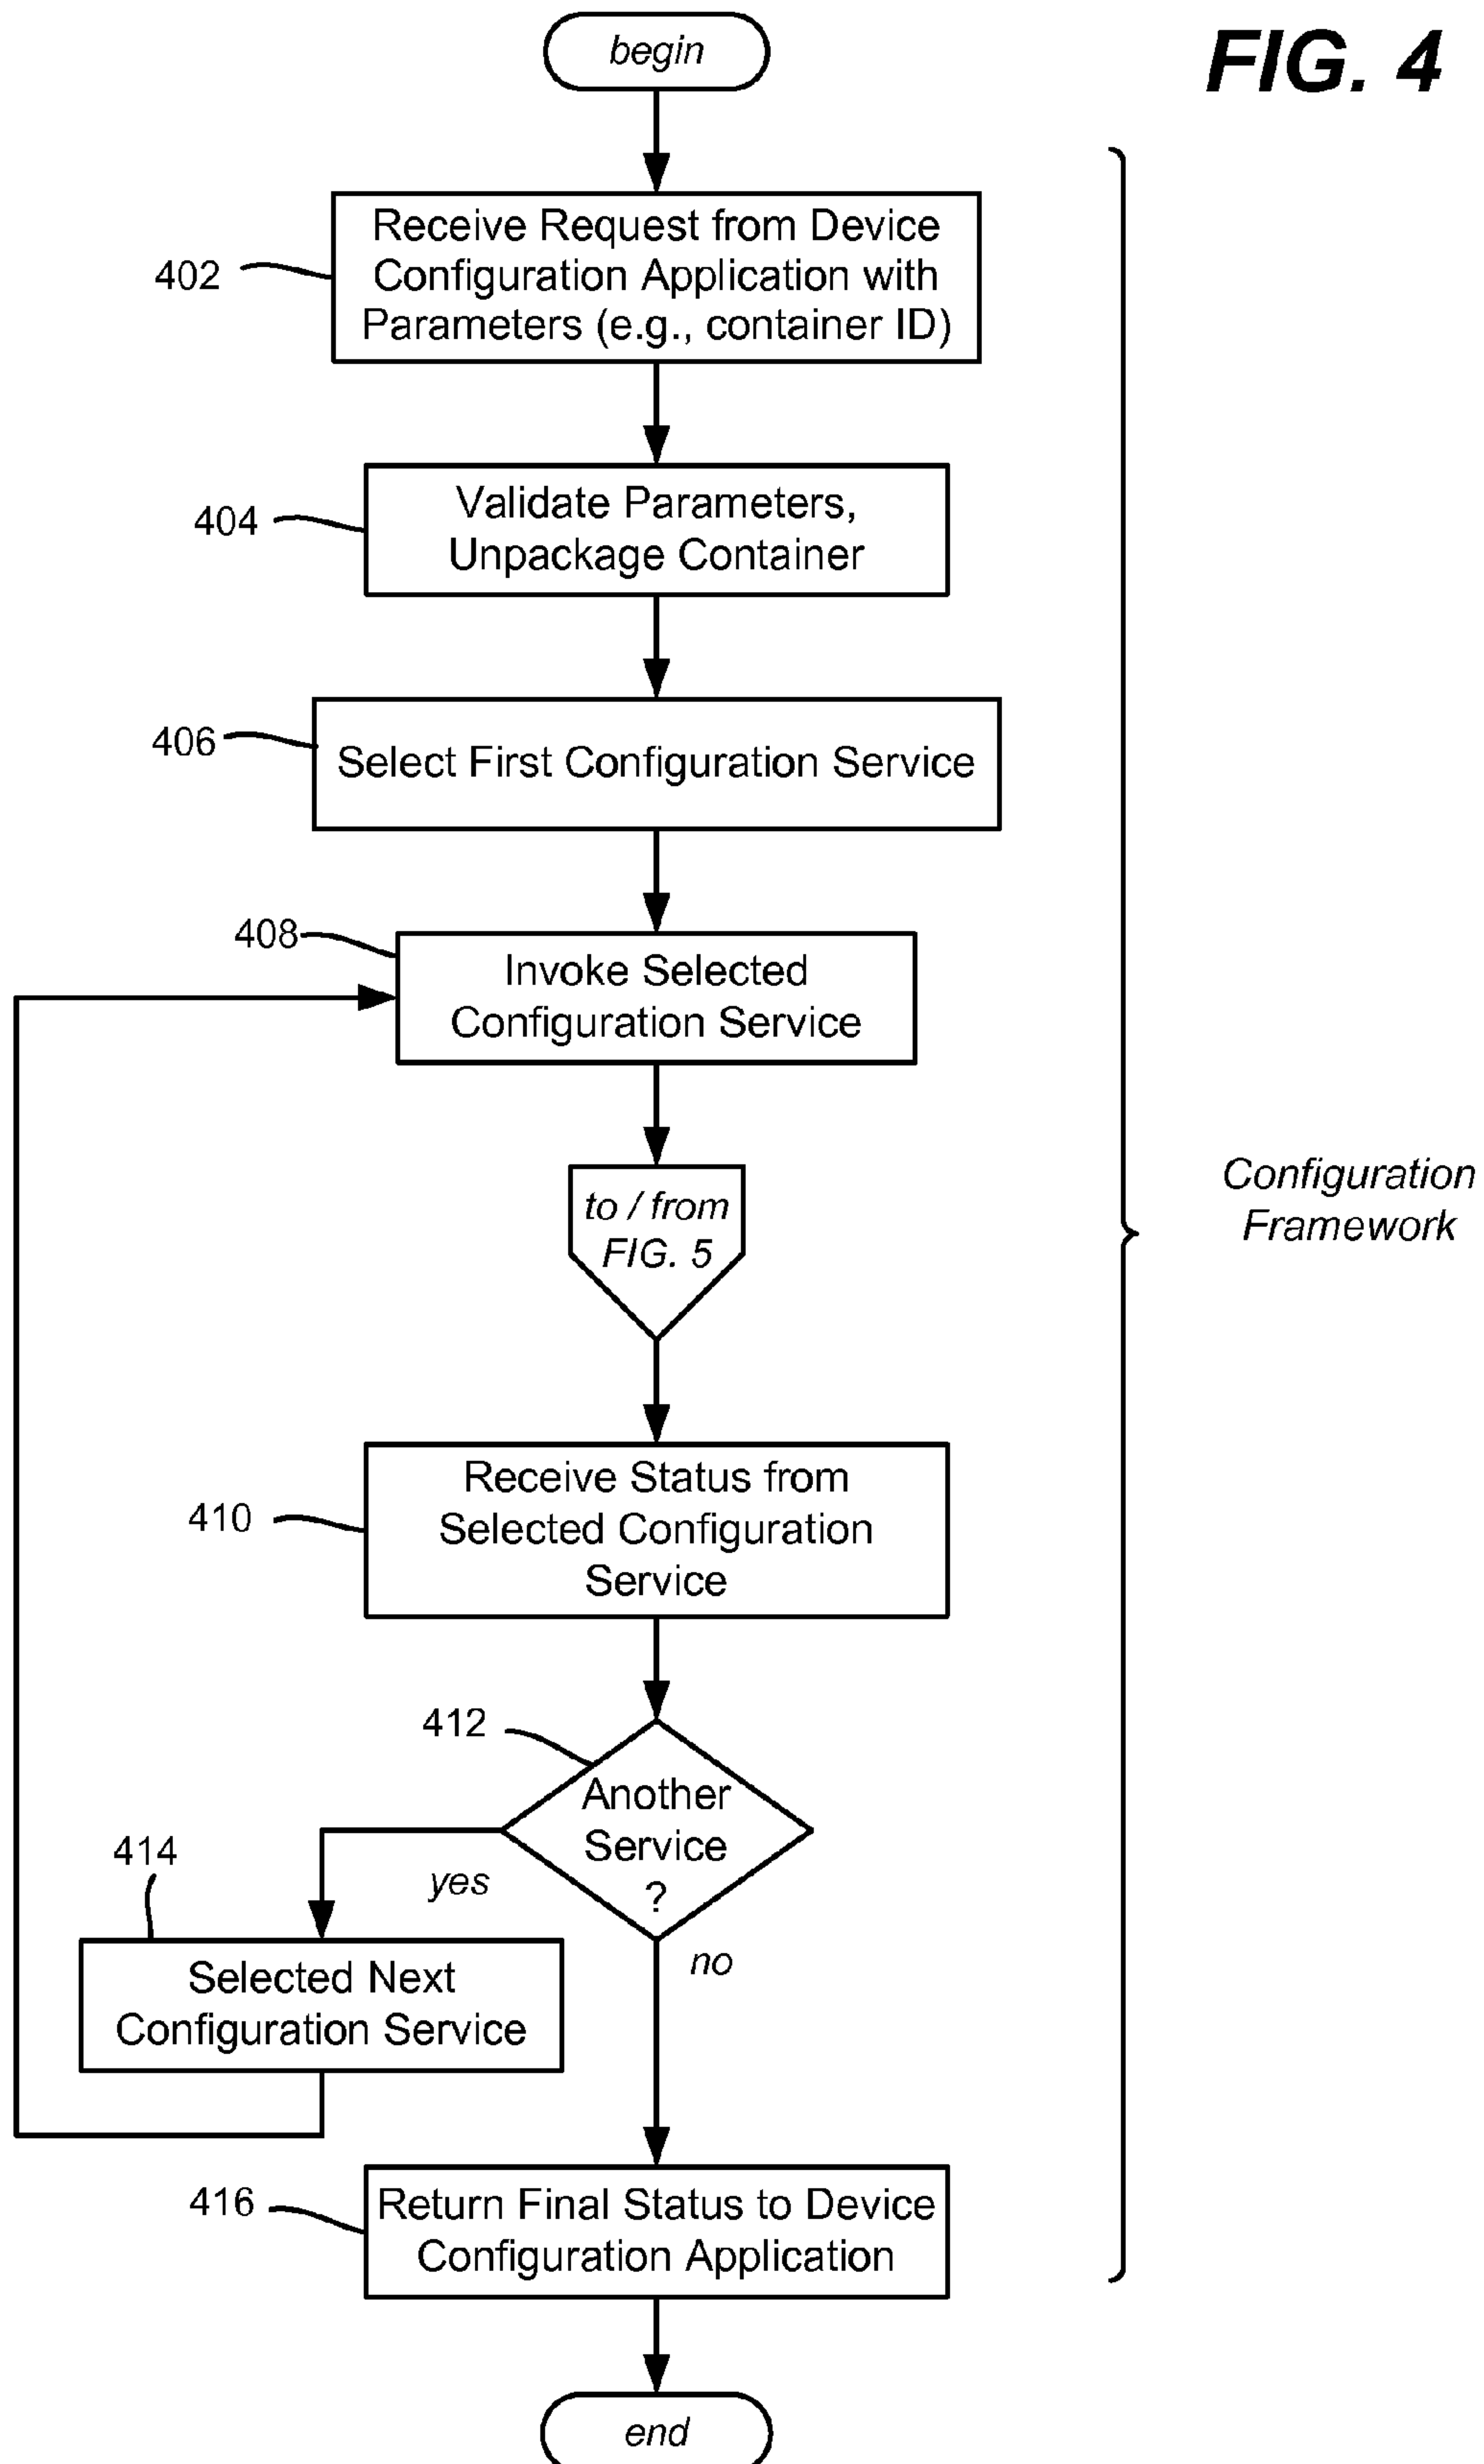 FIG. 4
begin
402
Receive Request from Device
Configuration Application with
Parameters (e.g., container ID)
404
Validate Parameters,
Unpackage Container
406
Select First Configuration Service
408
Invoke Selected
Configuration Service
to / from
FIG. 5
Configuration
Framework
410
Receive Status from
Selected Configuration
Service
412
Another
Service
?
yes
no
414
Selected Next
Configuration Service
416
Return Final Status to Device
Configuration Application
end